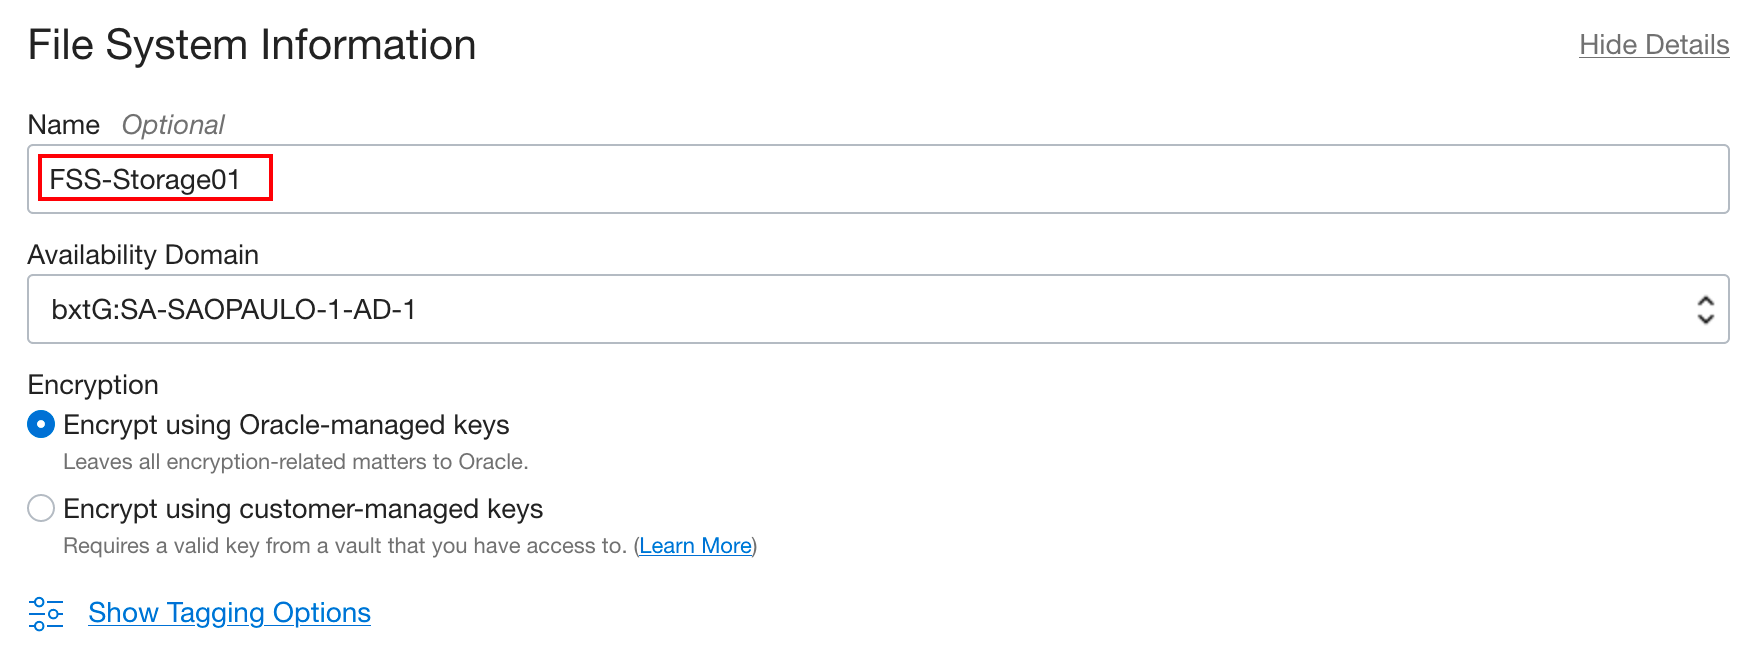 File System Information
Hide Details
Name Optional
FSS-Storage01
Availability Domain
bxtG:SA-SAOPAULO-1-AD-1
Encryption
Encrypt using Oracle-managed keys
Leaves all encryption-related matters to Oracle.
Encrypt using customer-managed keys
Requires a valid key from a vault that you have access to. (Learn More)
Show Tagging Options